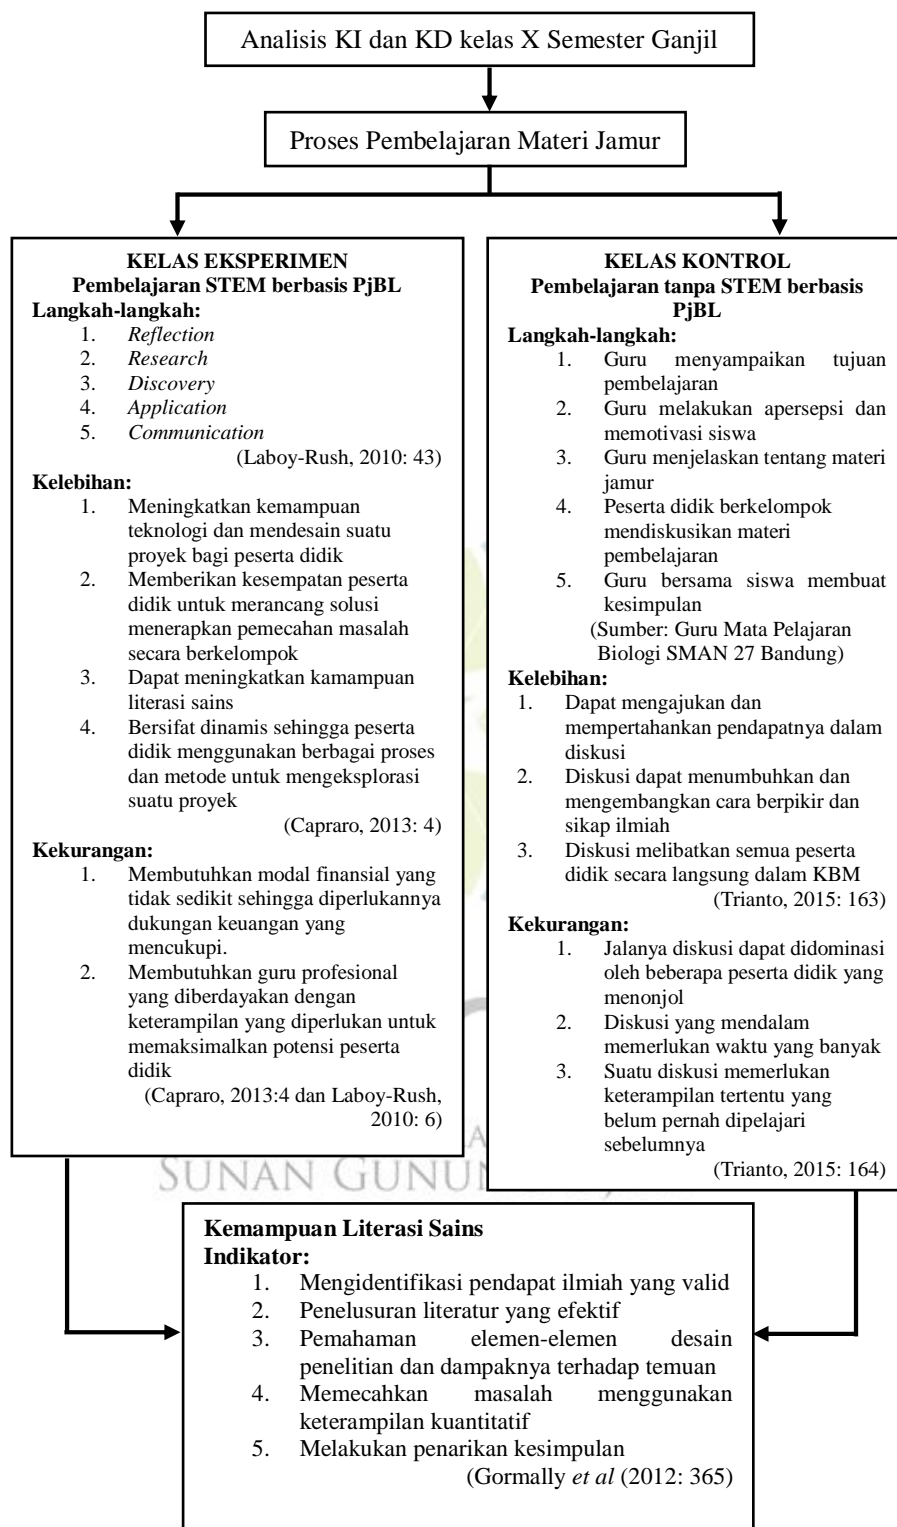 Analisis KI dan KD kelas X Semester Ganjil
Proses Pembelajaran Materi Jamur
KELAS EKSPERIMEN
Pembelajaran STEM berbasis PjBL
Langkah-langkah:
1. Reflection
2. Research
3. Discovery
4. Application
5. Communication
(Laboy-Rush, 2010: 43)
Kelebihan:
1. Meningkatkan kemampuan
teknologi dan mendesain suatu
proyek bagi peserta didik
2. Memberikan kesempatan peserta
didik untuk merancang solusi
menerapkan pemecahan masalah
secara berkelompok
3. Dapat meningkatkan kamampuan
literasi sains
4. Bersifat dinamis sehingga peserta
didik menggunakan berbagai proses
dan metode untuk mengeksplorasi
suatu proyek
(Capraro, 2013: 4)
Kekurangan:
1. Membutuhkan modal finansial yang
tidak sedikit sehingga diperlukannya
dukungan keuangan yang
mencukupi.
2. Membutuhkan guru profesional
yang diberdayakan dengan
keterampilan yang diperlukan untuk
memaksimalkan potensi peserta
didik
(Capraro, 2013:4 dan Laboy-Rush,
2010: 6)
KELAS KONTROL
Pembelajaran tanpa STEM berbasis
PjBL
Langkah-langkah:
1. Guru menyampaikan tujuan
pembelajaran
2. Guru melakukan apersepsi dan
memotivasi siswa
3. Guru menjelaskan tentang materi
jamur
4. Peserta didik berkelompok
mendiskusikan materi
pembelajaran
5. Guru bersama siswa membuat
kesimpulan
(Sumber: Guru Mata Pelajaran
Biologi SMAN 27 Bandung)
Kelebihan:
1. Dapat mengajukan dan
mempertahankan pendapatnya dalam
diskusi
2. Diskusi dapat menumbuhkan dan
mengembangkan cara berpikir dan
sikap ilmiah
3. Diskusi melibatkan semua peserta
didik secara langsung dalam KBM
(Trianto, 2015: 163)
Kekurangan:
1. Jalanya diskusi dapat didominasi
oleh beberapa peserta didik yang
menonjol
2. Diskusi yang mendalam
memerlukan waktu yang banyak
3. Suatu diskusi memerlukan
keterampilan tertentu yang
belum pernah dipelajari
sebelumnya
(Trianto, 2015: 164)
SUNAN
Kemampuan Literasi Sains
Indikator:
1. Mengidentifikasi pendapat ilmiah yang valid
2. Penelusuran literatur yang efektif
3. Pemahaman elemen-elemen desain
penelitian dan dampaknya terhadap temuan
4. Memecahkan masalah menggunakan
keterampilan kuantitatif
5. Melakukan penarikan kesimpulan
(Gormally et al (2012: 365)